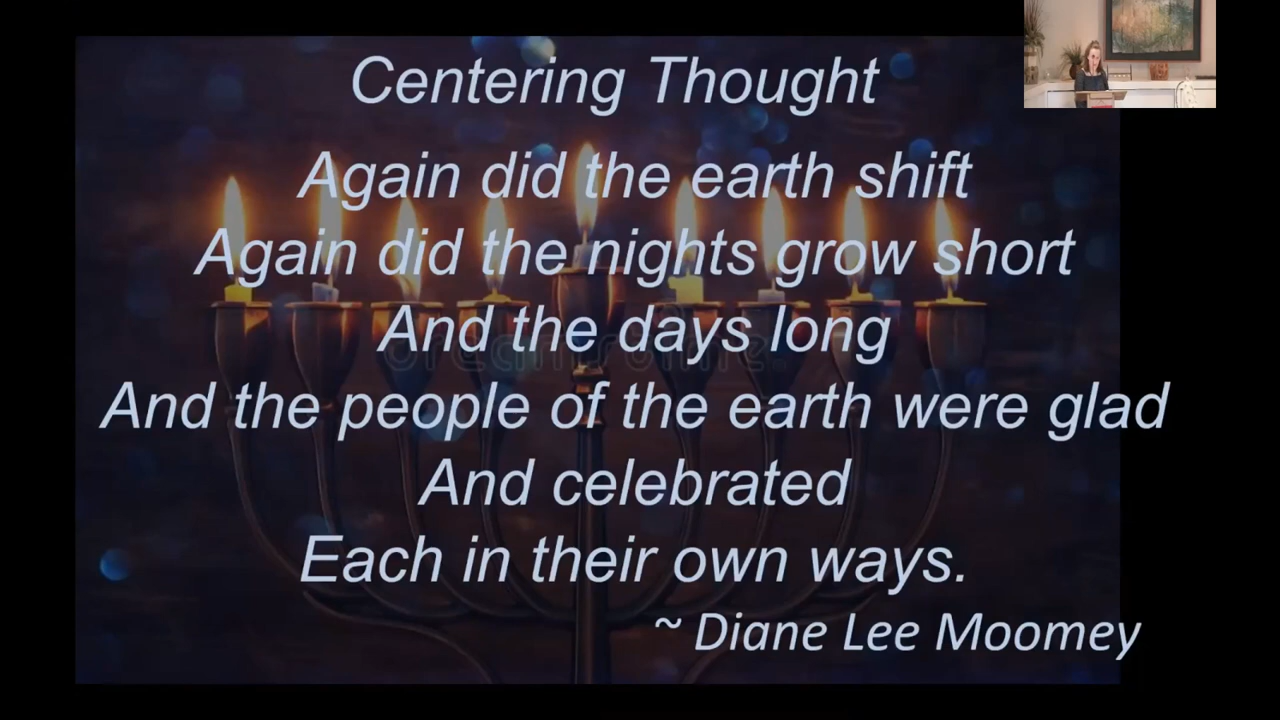 Centering Thought
Again did the earth shift
Again did the nights grow short
And the days long
And the people of the earth were glad
And celebrated
Each in their own ways.
~ Diane Lee Moomey